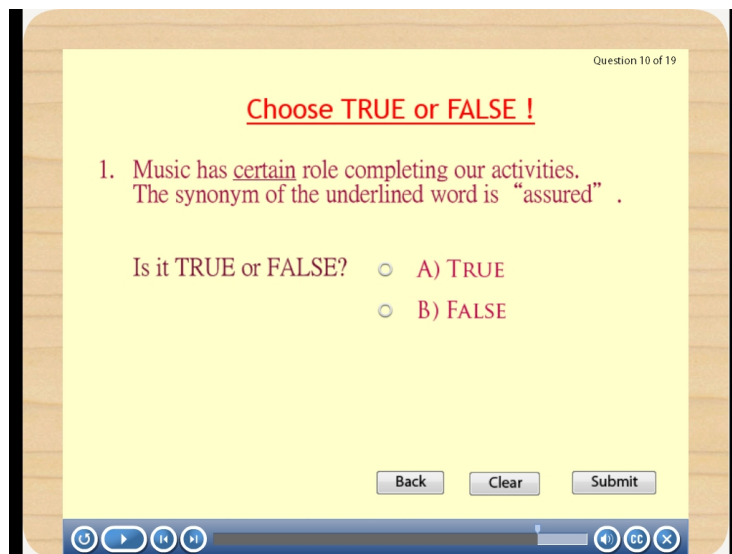 Question 10 of 19
Choose TRUE or FALSE !
1. Music has certain role completing our activities.
The synonym of the underlined word is “assured” .
Is it TRUE or FALSE?
A) TRUE
B) FALSE
Back
Clear
Submit
CC